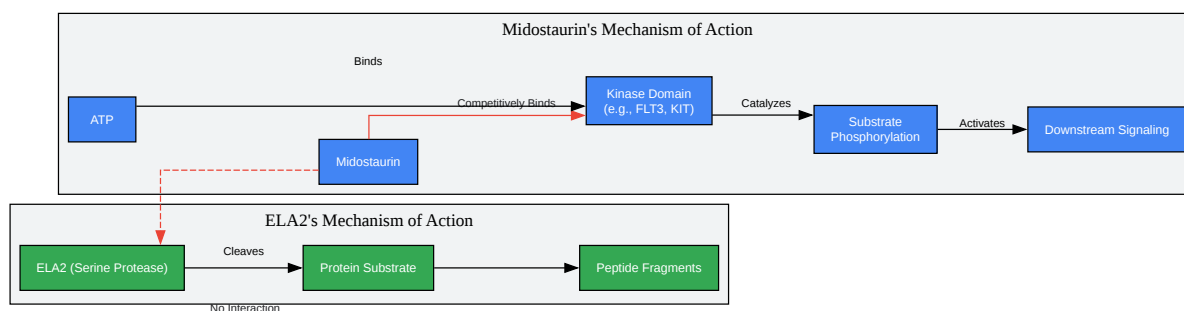 Midostaurin's Mechanism of Action
Binds
ATP
Competitively Binds
Kinase Domain
(e.g., FLT3, KIT)
Catalyzes
Substrate
Phosphorylation
Activates
Downstream Signaling
Midostaurin
ELA2's Mechanism of Action
ELA2 (Serine Protease)
Cleaves
Protein Substrate
Peptide Fragments
No Interaction